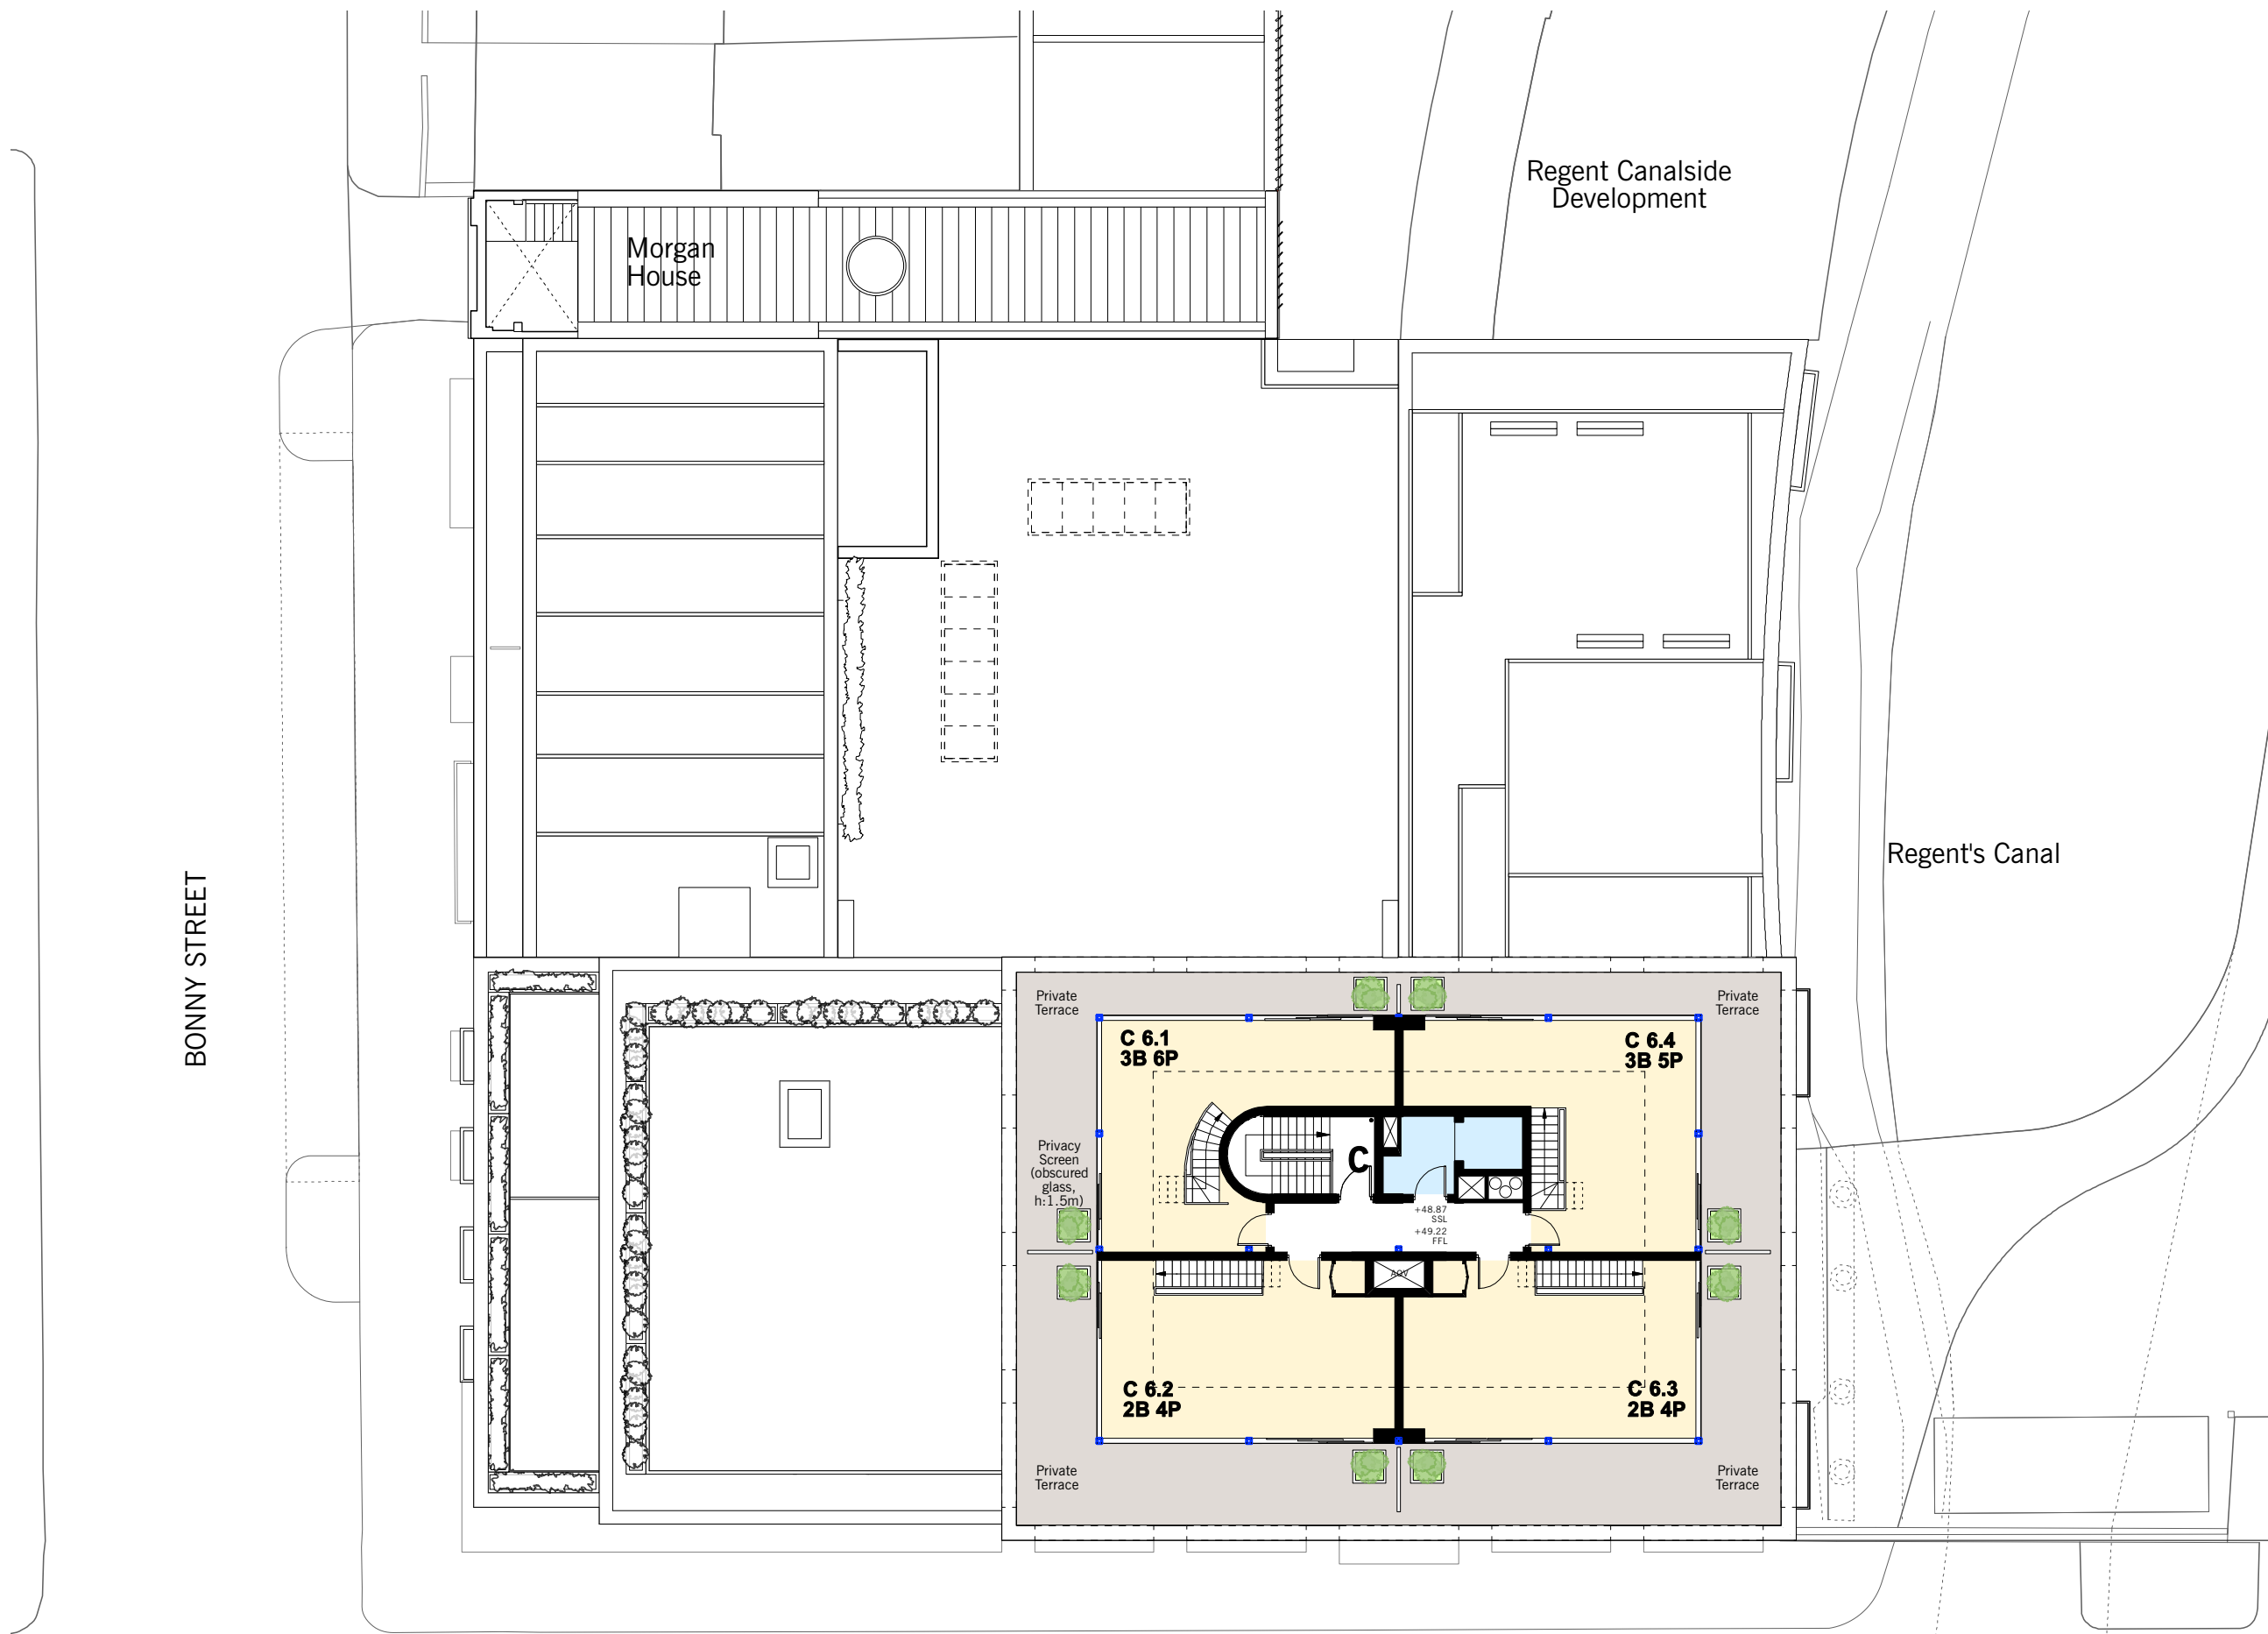 Regent Canalside
Development
Morgan
House
BONNY STREET
Regent's Canal
Private
Terrace
Private
Terrace
C 6.1
3B 6P
C 6.4
3B 5P
Privacy
Screen
(obscured
glass,
h:1.5m)
C
+48.87
SSL
+49.22
FFL
AOV
C 6.2
2B 4P
C 6.3
2B 4P
Private
Terrace
Private
Terrace